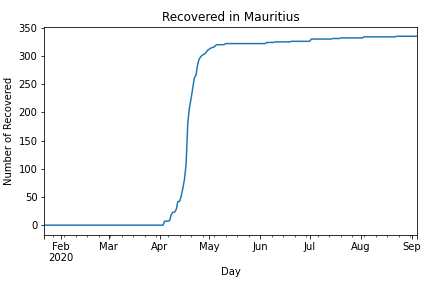 Recovered in Mauritius
Number of Recovered
350
300
250
200
150
100
50
0
Feb Mar Apr May Jun Jul Aug Sep
2020
Day